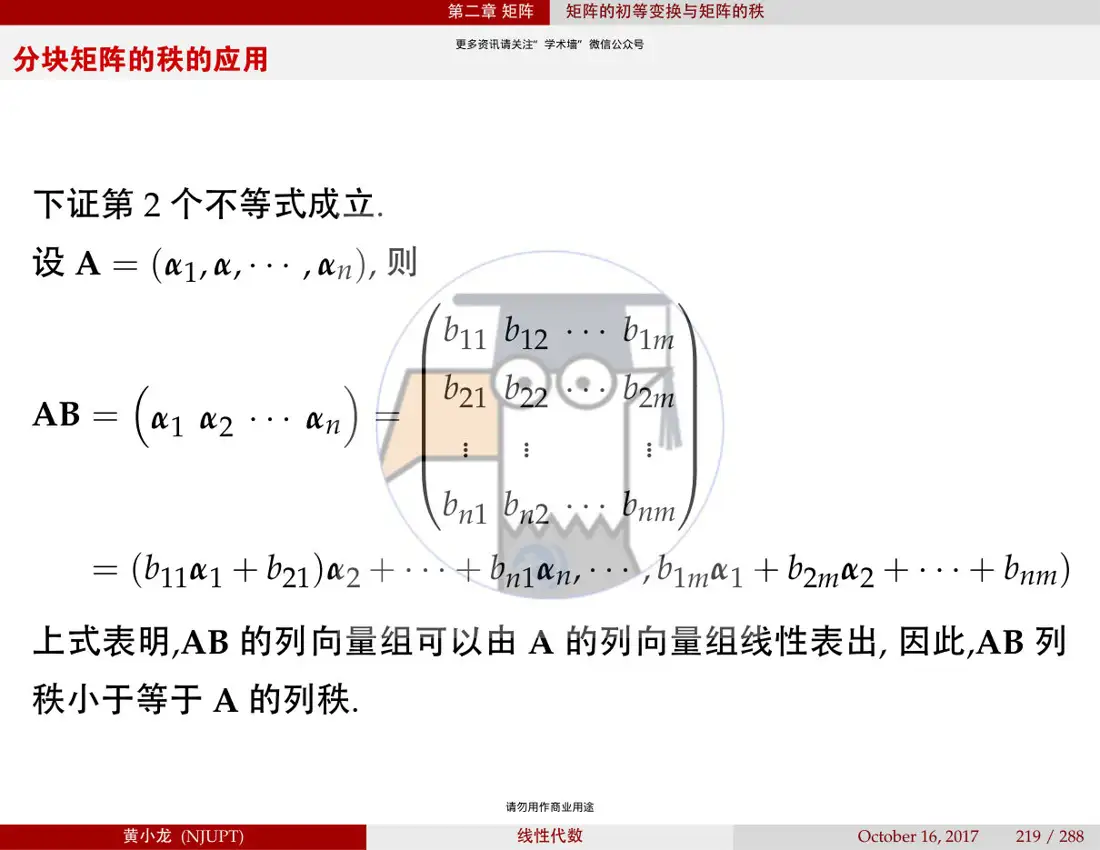 第二章 矩阵 矩阵的初等变换与矩阵的秩
更多资讯请关注“学术墙”微信公众号
分块矩阵的秩的应用
下证第 2 个不等式成立.
设 A = (α₁, α, ⋯ , αₙ), 则
AB = (α₁ α₂ ⋯ αₙ) =
b₁₁ b₁₂ ⋯ b₁ₘ
b₂₁ b₂₂ ⋯ b₂ₘ
⋮ ⋮ ⋮
bₙ₁ bₙ₂ ⋯ bₙₘ
= (b₁₁α₁ + b₂₁)α₂ + ⋯ + bₙ₁αₙ, ⋯ , b₁ₘα₁ + b₂ₘα₂ + ⋯ + bₙₘ)
上式表明,AB 的列向量组可以由 A 的列向量组线性表出, 因此,AB 列
秩小于等于 A 的列秩.
请勿用作商业用途
黄小龙 (NJUPT) 线性代数 October 16, 2017 219 / 288